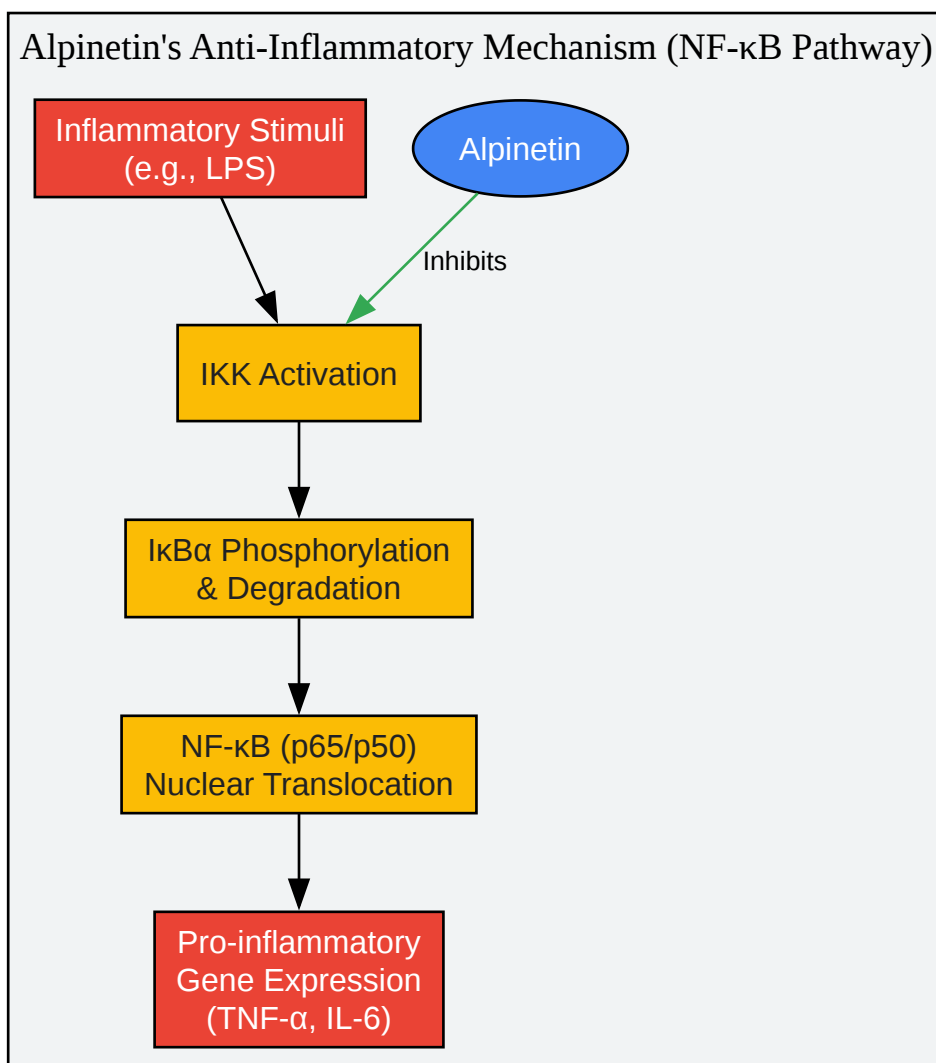 Alpinetin's Anti-Inflammatory Mechanism (NF-κB Pathway)
Inflammatory Stimuli
(e.g., LPS)
Alpinetin
Inhibits
IKK Activation
IκBα Phosphorylation
& Degradation
NF-κB (p65/p50)
Nuclear Translocation
Pro-inflammatory
Gene Expression
(TNF-α, IL-6)